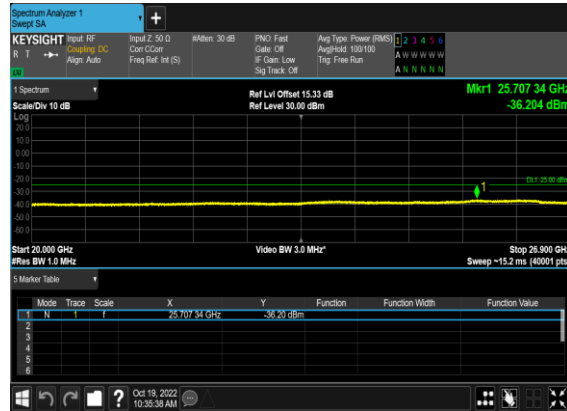 Spectrum Analyzer 1
Swept SA
+
KEYSIGHT Input: RF Input Z: 50 Ω #Atten: 30 dB PNO: Fast Avg Type: Power (RMS) 1 2 3 4 5 6
R T Coupling: DC Corr CCorr Gate: Off Avg|Hold: 100/100 A W W W W W
Align: Auto Freq Ref: Int (S) IF Gain: Low Trig: Free Run
Sig Track: Off A N N N N N
1 Spectrum Ref Lvl Offset 15.33 dB Mkr1 25.707 34 GHz
Scale/Div 10 dB Ref Level 30.00 dBm -36.204 dBm
Log
20.0
10.0
0.00
-10.0
-20.0
DL1 -25.00 dBm
-30.0
1
-40.0
-50.0
-60.0
Start 20.000 GHz Video BW 3.0 MHz* Stop 26.900 GHz
#Res BW 1.0 MHz Sweep ~15.2 ms (40001 pts)
5 Marker Table
Mode Trace Scale X Y Function Function Width Function Value
1 N 1 f 25.707 34 GHz -36.20 dBm
2
3
4
5
6
? Oct 19, 2022
10:35:38 AM